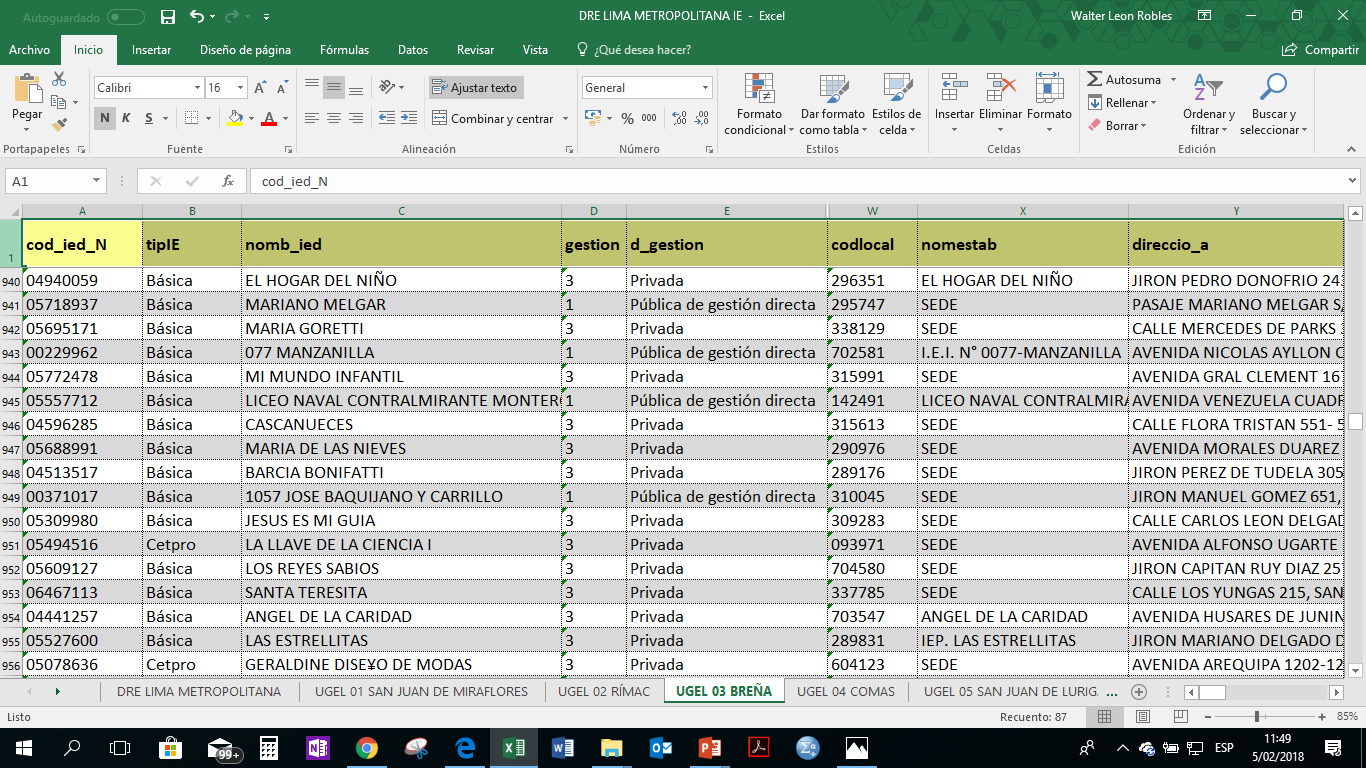 Autoguardado
DRE LIMA METROPOLITANA IE - Excel
Walter Leon Robles
Archivo Inicio Insertar Diseño de página Fórmulas Datos Revisar Vista ¿Qué desea hacer? Compartir
Pegar
Calibri 16
N K S
Ajustar texto
Combinar y centrar
General
% 000
Formato condicional
Dar formato como tabla
Estilos de celda
Insertar Eliminar Formato
Autosuma
Rellenar
Borrar
Ordenar y filtrar
Buscar y seleccionar
Portapapeles Fuente Alineación Número Estilos Celdas Edición
A1 fx cod_ied_N
A B C D E W X Y
1 cod_ied_N tipIE nomb_ied gestion d_gestion codlocal nomestab direccio_a
940 04940059 Básica EL HOGAR DEL NIÑO 3 Privada 296351 EL HOGAR DEL NIÑO JIRON PEDRO DONOFRIO 243
941 05718937 Básica MARIANO MELGAR 1 Pública de gestión directa 295747 SEDE PASAJE MARIANO MELGAR S
942 05695171 Básica MARIA GORETTI 3 Privada 338129 SEDE CALLE MERCEDES DE PARKS
943 00229962 Básica 077 MANZANILLA 1 Pública de gestión directa 702581 I.E.I. N° 0077-MANZANILLA AVENIDA NICOLAS AYLLON
944 05772478 Básica MI MUNDO INFANTIL 3 Privada 315991 SEDE AVENIDA GRAL CLEMENT 16
945 05557712 Básica LICEO NAVAL CONTRALMIRANTE MONTER 1 Pública de gestión directa 142491 LICEO NAVAL CONTRALMIRA AVENIDA VENEZUELA CUAD
946 04596285 Básica CASCANUECES 3 Privada 315613 SEDE CALLE FLORA TRISTAN 551- 5
947 05688991 Básica MARIA DE LAS NIEVES 3 Privada 290976 SEDE AVENIDA MORALES DUAREZ
948 04513517 Básica BARCIA BONIFATTI 3 Privada 289176 SEDE JIRON PEREZ DE TUDELA 305
949 00371017 Básica 1057 JOSE BAQUIJANO Y CARRILLO 1 Pública de gestión directa 310045 SEDE JIRON MANUEL GOMEZ 651,
950 05309980 Básica JESUS ES MI GUIA 3 Privada 309283 SEDE CALLE CARLOS LEON DELGAD
951 05494516 Cetpro LA LLAVE DE LA CIENCIA I 3 Privada 093971 SEDE AVENIDA ALFONSO UGARTE
952 05609127 Básica LOS REYES SABIOS 3 Privada 704580 SEDE JIRON CAPITAN RUY DIAZ 25
953 06467113 Básica SANTA TERESITA 3 Privada 337785 SEDE CALLE LOS YUNGAS 215, SAN
954 04441257 Básica ANGEL DE LA CARIDAD 3 Privada 703547 ANGEL DE LA CARIDAD AVENIDA HUSARES DE JUNIN
955 05527600 Básica LAS ESTRELLITAS 3 Privada 289831 IEP. LAS ESTRELLITAS JIRON MARIANO DELGADO D
956 05078636 Cetpro GERALDINE DISE¥O DE MODAS 3 Privada 604123 SEDE AVENIDA AREQUIPA 1202-12
DRE LIMA METROPOLITANA UGEL 01 SAN JUAN DE MIRAFLORES UGEL 02 RÍMAC UGEL 03 BREÑA UGEL 04 COMAS UGEL 05 SAN JUAN DE LURIG ...
Listo Recuento: 87 85%
99+
ESP
11:49
5/02/2018